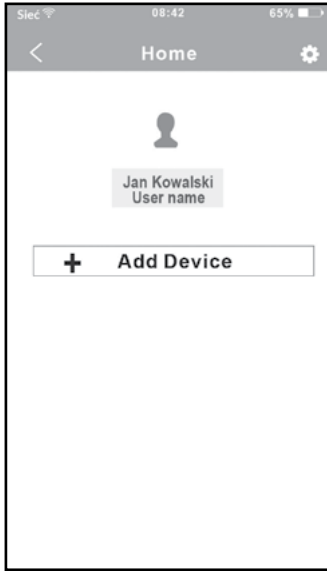 Sieć 08:42 65%
Home
Jan Kowalski
User name
+ Add Device